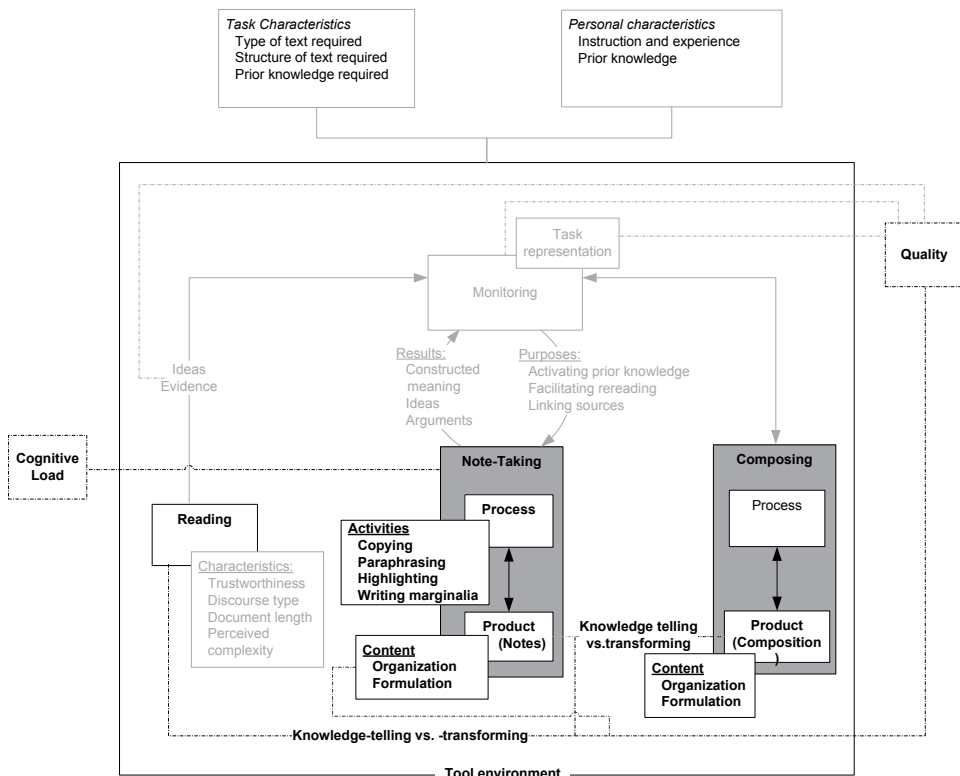 Task Characteristics
Type of text required
Structure of text required
Prior knowledge required
Personal characteristics
Instruction and experience
Prior knowledge
Task
representation
Quality
Monitoring
Results:
Constructed
meaning
Ideas
Arguments
Purposes:
Activating prior knowledge
Facilitating rereading
Linking sources
Ideas
Evidence
Cognitive
Load
Note-Taking
Composing
Reading
Process
Process
Activities
Copying
Paraphrasing
Highlighting
Writing marginalia
Characteristics:
Trustworthiness
Discourse type
Document length
Perceived
complexity
Product
(Notes)
Knowledge telling
vs.transforming
Product
(Composition
)
Content
Organization
Formulation
Content
Organization
Formulation
Knowledge-telling vs. -transforming
Tool environment